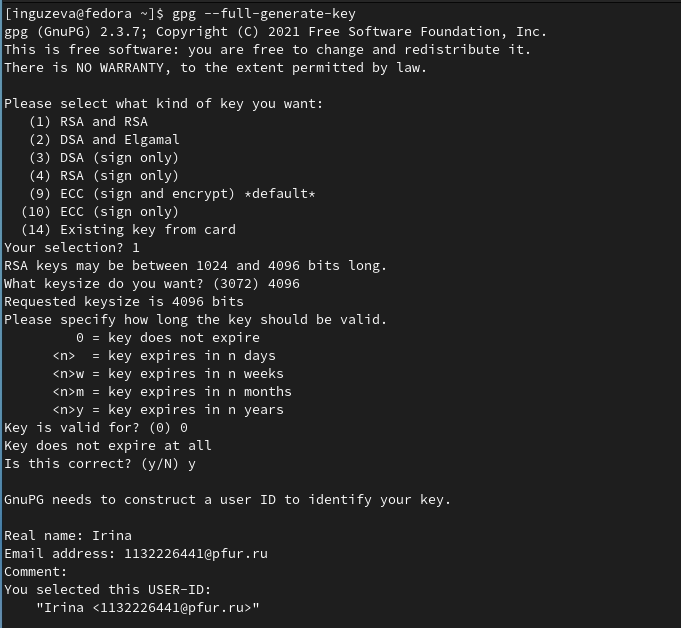 [inguzeva@fedora ~]$ gpg --full-generate-key
gpg (GnuPG) 2.3.7; Copyright (C) 2021 Free Software Foundation, Inc.
This is free software: you are free to change and redistribute it.
There is NO WARRANTY, to the extent permitted by law.

Please select what kind of key you want:
   (1) RSA and RSA
   (2) DSA and Elgamal
   (3) DSA (sign only)
   (4) RSA (sign only)
   (9) ECC (sign and encrypt) *default*
  (10) ECC (sign only)
  (14) Existing key from card
Your selection? 1
RSA keys may be between 1024 and 4096 bits long.
What keysize do you want? (3072) 4096
Requested keysize is 4096 bits
Please specify how long the key should be valid.
         0 = key does not expire
      <n>  = key expires in n days
      <n>w = key expires in n weeks
      <n>m = key expires in n months
      <n>y = key expires in n years
Key is valid for? (0) 0
Key does not expire at all
Is this correct? (y/N) y

GnuPG needs to construct a user ID to identify your key.

Real name: Irina
Email address: 1132226441@pfur.ru
Comment:
You selected this USER-ID:
    "Irina <1132226441@pfur.ru>"